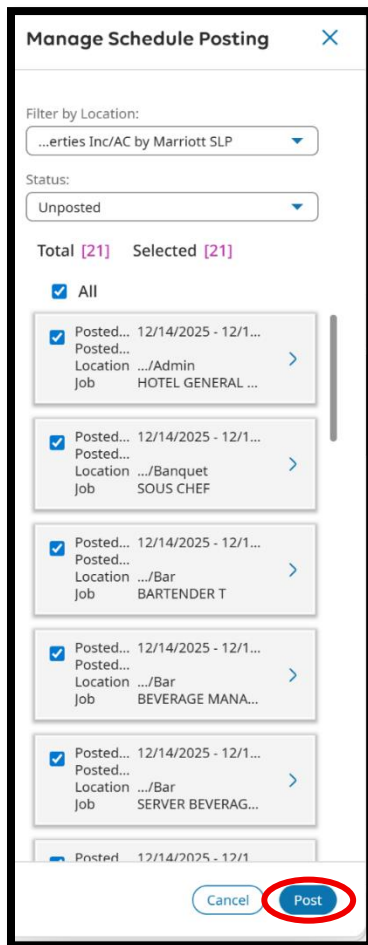 Manage Schedule Posting
Filter by Location:
...erties Inc/AC by Marriott SLP
Status:
Unposted
Total [21] Selected [21]
All
Posted... 12/14/2025 - 12/1...
Posted...
Location .../Admin
Job HOTEL GENERAL ...
Posted... 12/14/2025 - 12/1...
Posted...
Location .../Banquet
Job SOUS CHEF
Posted... 12/14/2025 - 12/1...
Posted...
Location .../Bar
Job BARTENDER T
Posted... 12/14/2025 - 12/1...
Posted...
Location .../Bar
Job BEVERAGE MANA...
Posted... 12/14/2025 - 12/1...
Posted...
Location .../Bar
Job SERVER BEVERAG...
Posted 12/14/2025 - 12/1
Cancel Post